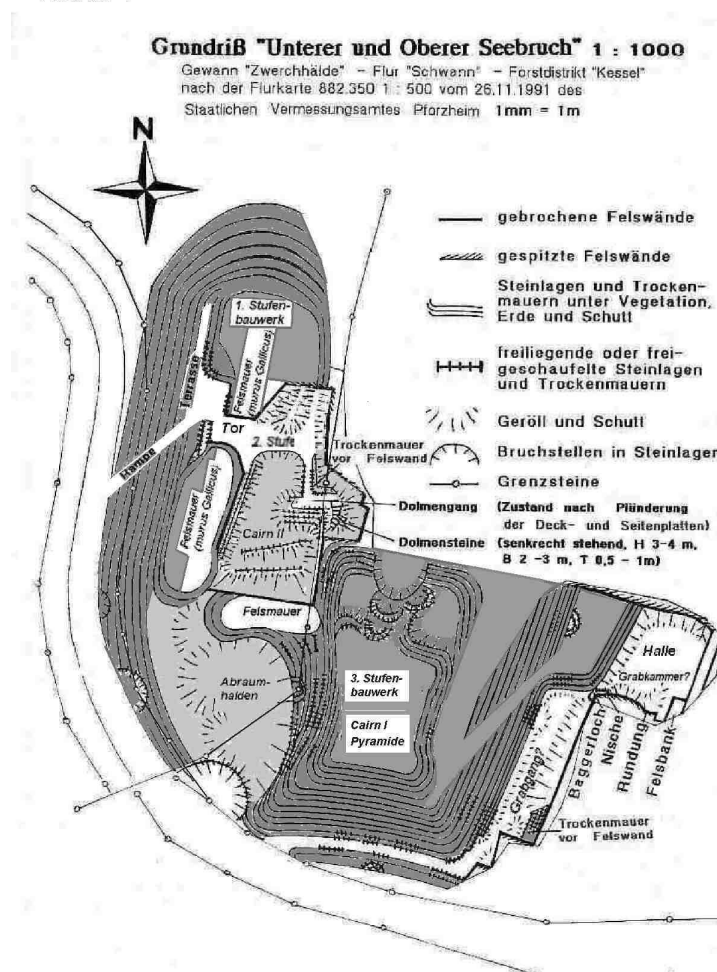 Grundriß "Unterer und Oberer Seebruch" 1 : 1000
Gewann "Zwerchhälde" - Flur "Schwann" - Forstdistrikt "Kessel"
nach der Flurkarte 882.350 1 : 500 vom 26.11.1991 des
Staatlichen Vermessungsamtes Pforzheim 1mm = 1m
N
gebrochene Felswände
gespitzte Felswände
Steinlagen und Trocken-
mauern unter Vegetation,
Erde und Schutt
freiliegende oder frei-
geschaufelte Steinlagen
und Trockenmauern
Geröll und Schutt
Bruchstellen in Steinlagen
Grenzsteine
1. Stufen-
bauwerk
Felsmauer
(murus Gallicus)
Terrasse
Rampe
Tor
2. Stufe
Trockenmauer
vor Felswand
Felsmauer
(murus Gallicus)
Cairn II
Dolmengang (Zustand nach Plünderung
der Deck- und Seitenplatten)
Dolmensteine (senkrecht stehend, H 3-4 m,
B 2 -3 m, T 0,5 - 1m)
Felsmauer
Abraum-
halden
3. Stufen-
bauwerk
Cairn I
Pyramide
Halle
Grabkammer?
Grabgang?
Baggerloch
Nische
Rundung
Felsbank
Trockenmauer
vor Felswand